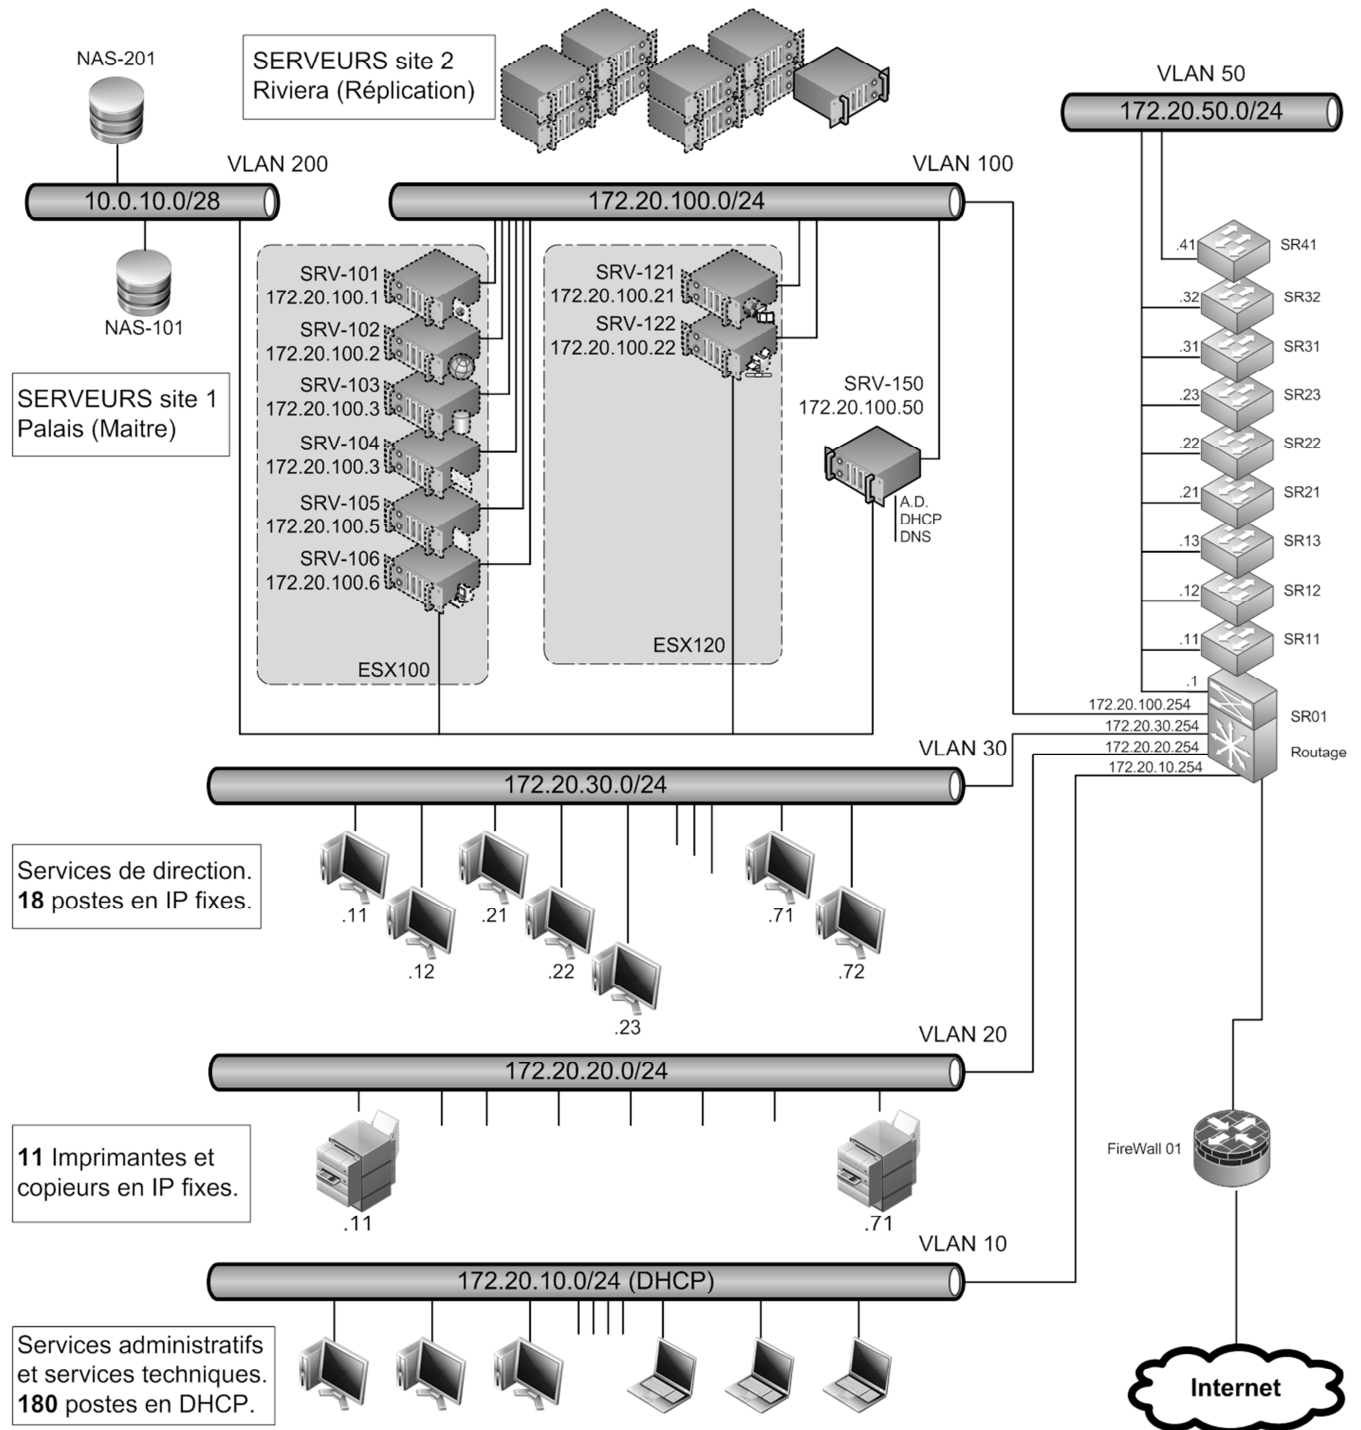 NAS-201
SERVEURS site 2
Riviera (Réplication)
VLAN 50
172.20.50.0/24
VLAN 200
10.0.10.0/28
VLAN 100
172.20.100.0/24
NAS-101
SERVEURS site 1
Palais (Maitre)
SRV-101
172.20.100.1
SRV-102
172.20.100.2
SRV-103
172.20.100.3
SRV-104
172.20.100.3
SRV-105
172.20.100.5
SRV-106
172.20.100.6
ESX100
SRV-121
172.20.100.21
SRV-122
172.20.100.22
ESX120
SRV-150
172.20.100.50
A.D.
DHCP
DNS
.41 SR41
.32 SR32
.31 SR31
.23 SR23
.22 SR22
.21 SR21
.13 SR13
.12 SR12
.11 SR11
.1
SR01
Routage
172.20.100.254
172.20.30.254
172.20.20.254
172.20.10.254
VLAN 30
172.20.30.0/24
Services de direction.
18 postes en IP fixes.
.11
.12
.21
.22
.23
.71
.72
VLAN 20
172.20.20.0/24
11 Imprimantes et
copieurs en IP fixes.
.11
.71
FireWall 01
VLAN 10
172.20.10.0/24 (DHCP)
Services administratifs
et services techniques.
180 postes en DHCP.
Internet